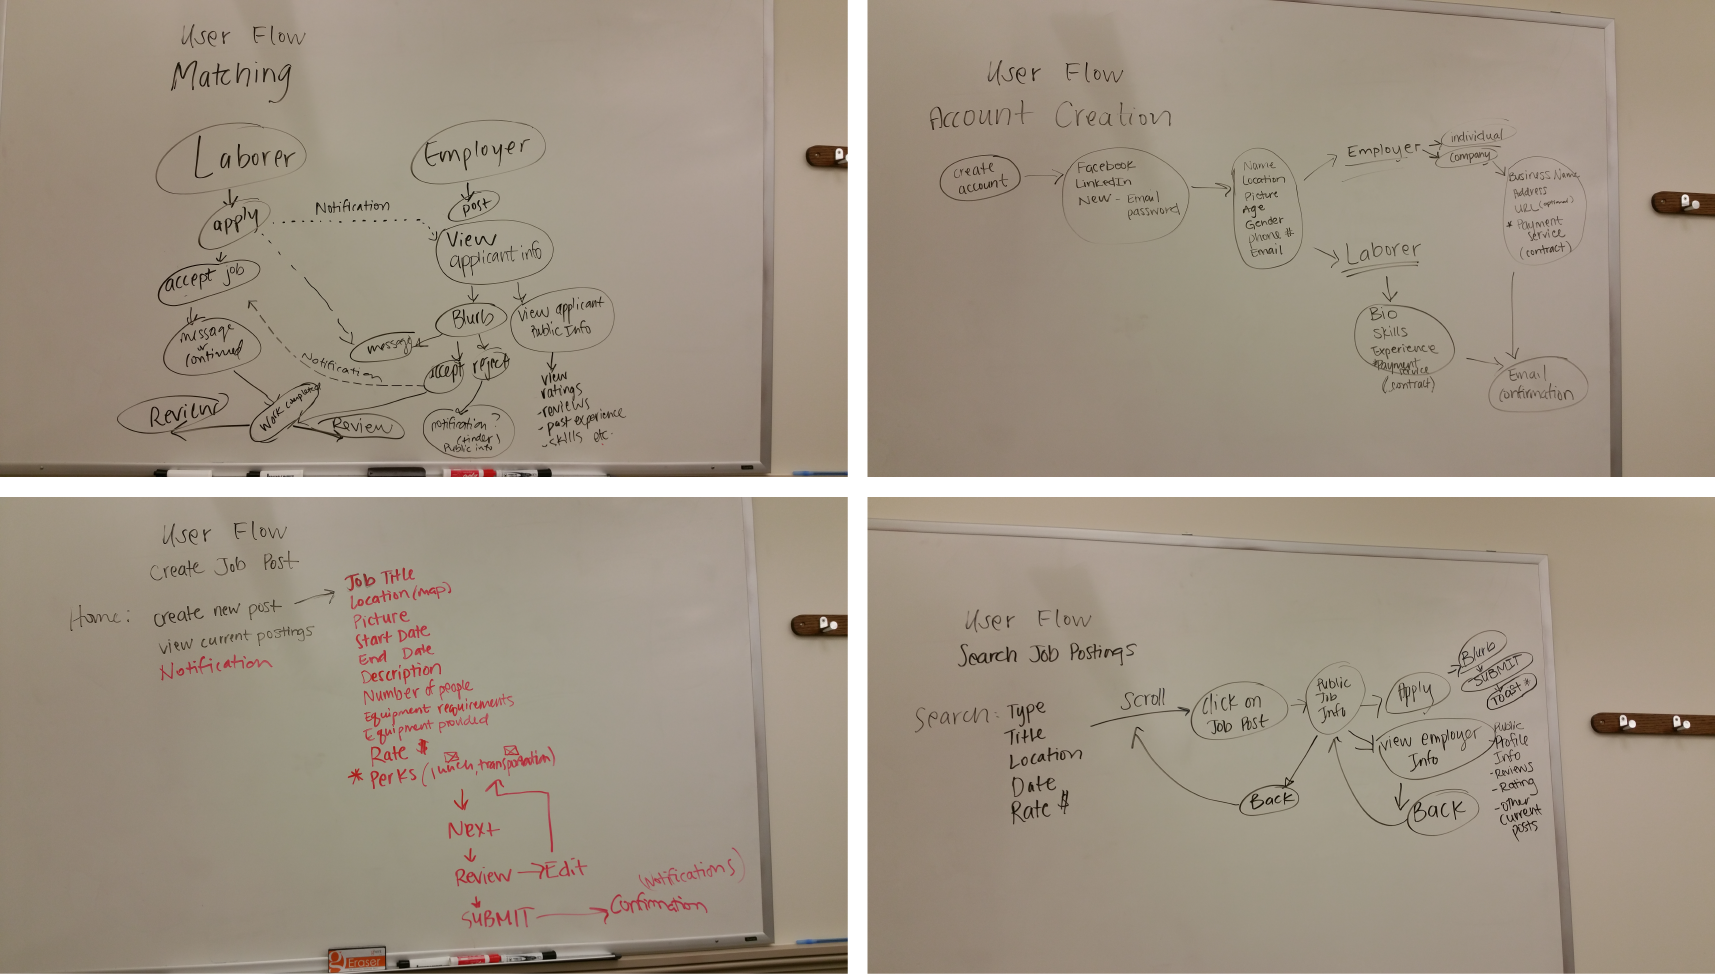 User Flow
Matching
Laborer
Employer
apply
Notification
post
View
applicant info
accept job
Blurb
view applicant
Public Info
message
continued
message
Notification
accept
reject
view
ratings
-reviews
-past experience
-skills etc.
Review
work completed
Review
notification?
(tinder)
Public info
User Flow
Account Creation
create
account
Facebook
LinkedIn
New - Email
password
Name
Location
Picture
Age
Gender
phone #
Email
Employer
individual
company
Business Name
Address
URL (optional)
* Payment
Service
(contract)
Laborer
Bio
Skills
Experience
*Payment
service
(contract)
Email
confirmation
User Flow
Create Job Post
Home: create new post
view current postings
Notification
Job Title
Location (map)
Picture
Start Date
End Date
Description
Number of people
Equipment requirements
Equipment provided
Rate $
* Perks (lunch, transportation)
Next
Review
Edit
SUBMIT
(Notifications)
Confirmation
Eraser
User Flow
Search Job Postings
Search: Type
Title
Location
Date
Rate $
Scroll
Click on
Job Post
Public
Job
Info
Apply
Blurb
SUBMIT
Toast *
view employer
Info
Back
Back
Public
Profile
Info
-Reviews
-Rating
-other
current
posts